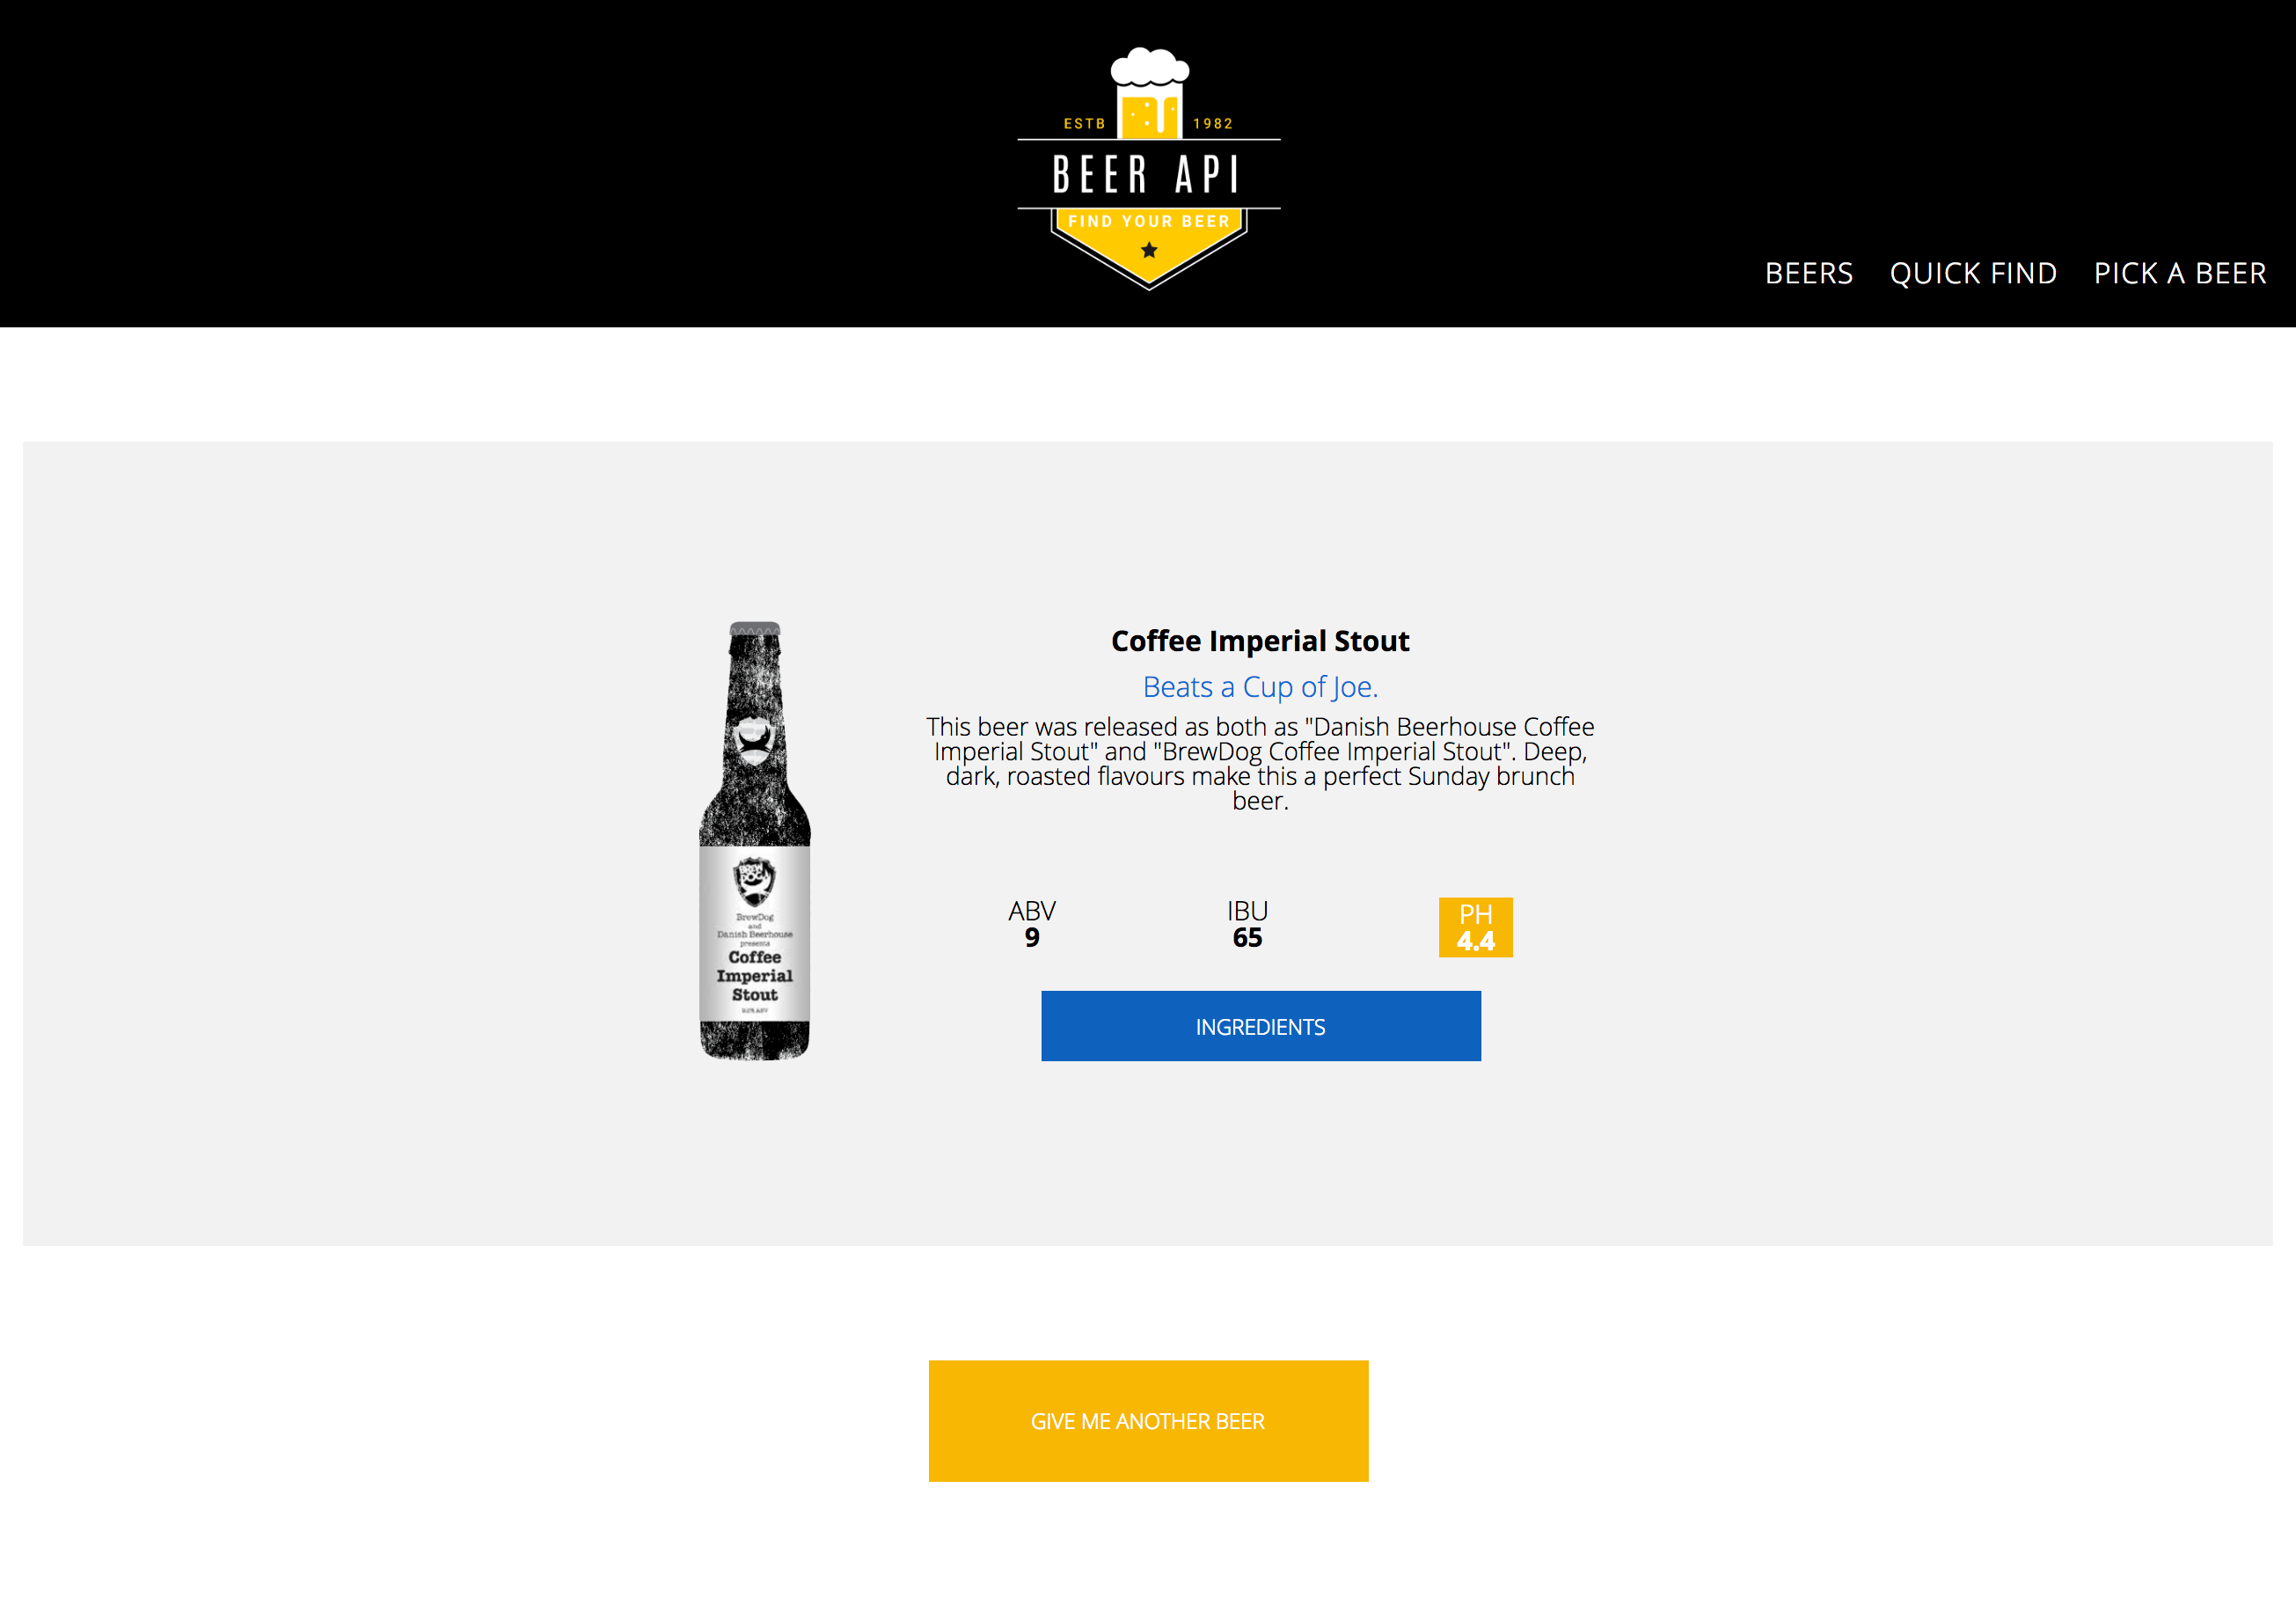 ESTB 1982
BEER API
FIND YOUR BEER
BEERS QUICK FIND PICK A BEER
Coffee Imperial Stout
Beats a Cup of Joe.
This beer was released as both as "Danish Beerhouse Coffee
Imperial Stout" and "BrewDog Coffee Imperial Stout". Deep,
dark, roasted flavours make this a perfect Sunday brunch
beer.
BREW
DOG
BrewDog
and
Danish Beerhouse
presents
Coffee
Imperial
Stout
ABV IBU PH
9 65 4.4
INGREDIENTS
GIVE ME ANOTHER BEER